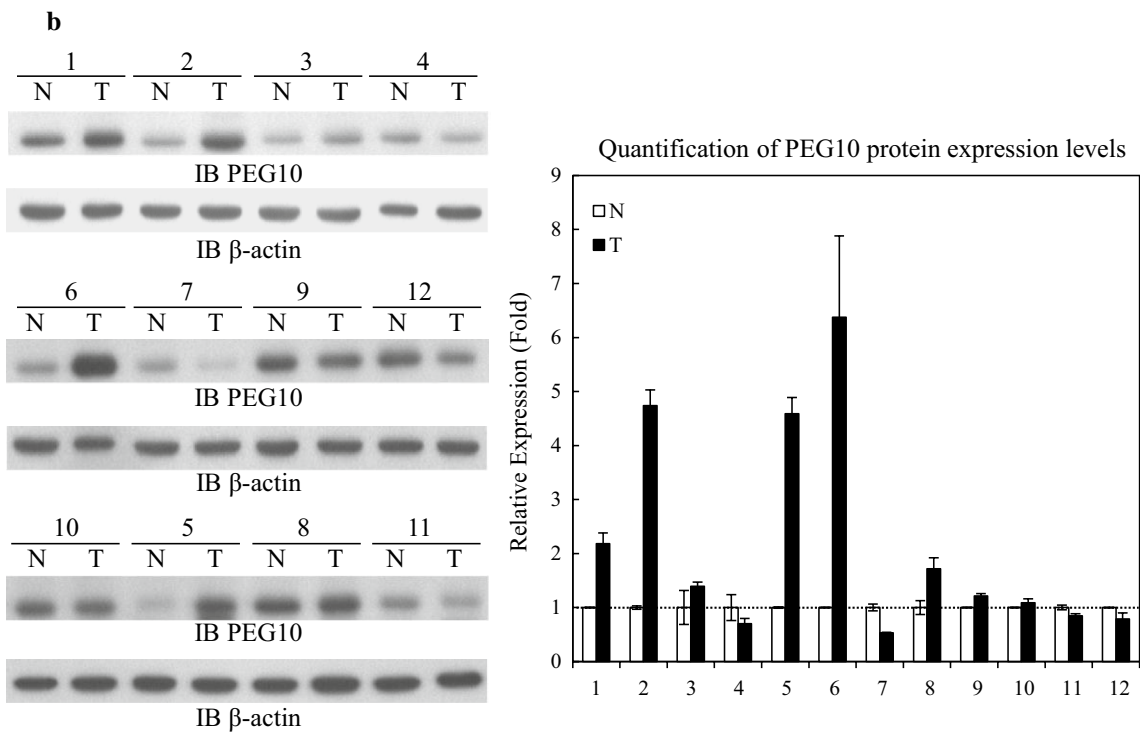 b
1 2 3 4
N T N T N T N T
IB PEG10
IB β-actin
6 7 9 12
N T N T N T N T
IB PEG10
IB β-actin
10 5 8 11
N T N T N T N T
IB PEG10
IB β-actin
Quantification of PEG10 protein expression levels
N
T
Relative Expression (Fold)
9
8
7
6
5
4
3
2
1
0
1 2 3 4 5 6 7 8 9 10 11 12